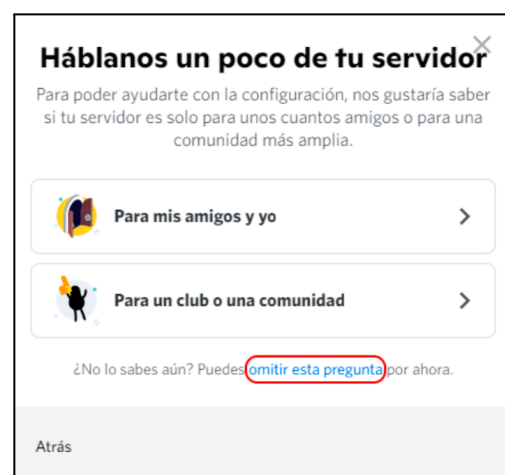 Háblanos un poco de tu servidor
Para poder ayudarte con la configuración, nos gustaría saber
si tu servidor es solo para unos cuantos amigos o para una
comunidad más amplia.
Para mis amigos y yo
Para un club o una comunidad
¿No lo sabes aún? Puedes omitir esta pregunta por ahora.
Atrás